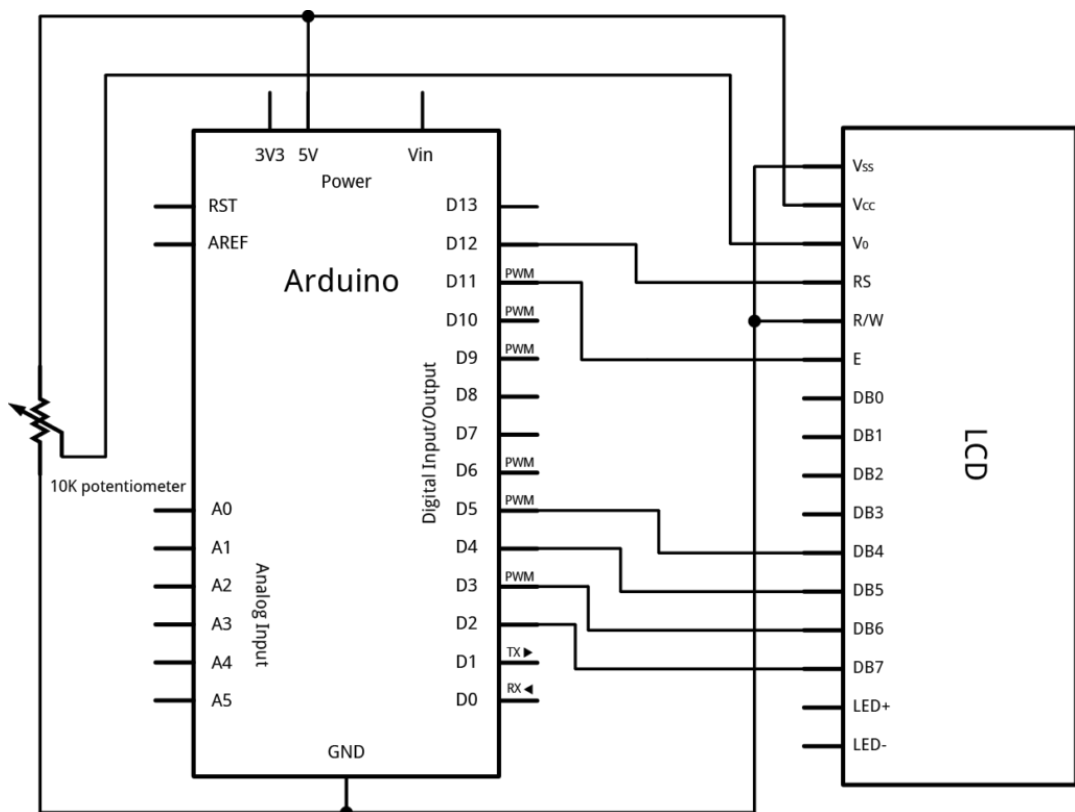 3V3 5V Vin
Power
RST
AREF
Arduino
10K potentiometer
A0
A1
A2
A3
A4
A5
Analog Input
Digital Input/Output
D13
D12
D11 PWM
D10 PWM
D9 PWM
D8
D7
D6 PWM
D5 PWM
D4
D3 PWM
D2
D1 TX ▶
D0 RX ◀
GND
Vss
Vcc
V0
RS
R/W
E
DB0
DB1
DB2
DB3
DB4
DB5
DB6
DB7
LED+
LED-
LCD